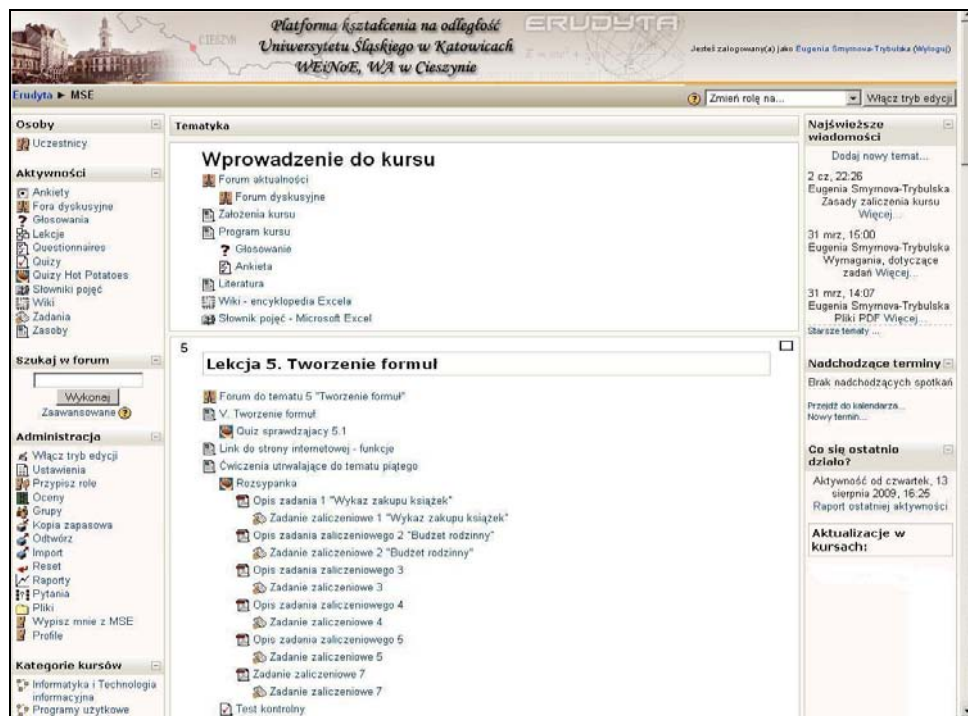 Platforma kształcenia na odległość
Uniwersytetu Śląskiego w Katowicach
WEiNoE, WA w Cieszynie
CIESZYN
ERUDYTA
Jesteś zalogowany(a) jako Eugenia Smyrnova-Trybulska (Wyloguj)
Erudyta ► MSE
Zmień rolę na...
Włącz tryb edycji
Osoby
Uczestnicy
Aktywności
Ankiety
Fora dyskusyjne
Głosowania
Lekcje
Questionnaires
Quizy
Quizy Hot Potatoes
Słowniki pojęć
Wiki
Zadania
Zasoby
Szukaj w forum
Wykonaj
Zaawansowane
Administracja
Włącz tryb edycji
Ustawienia
Przypisz role
Oceny
Grupy
Kopia zapasowa
Odtwórz
Import
Reset
Raporty
Pytania
Pliki
Wypisz mnie z MSE
Profile
Kategorie kursów
Informatyka i Technologia
informacyjna
Programy użytkowe
Tematyka
Wprowadzenie do kursu
Forum aktualności
Forum dyskusyjne
Założenia kursu
Program kursu
Głosowanie
Ankieta
Literatura
Wiki - encyklopedia Excela
Słownik pojęć - Microsoft Excel
5
Lekcja 5. Tworzenie formuł
Forum do tematu 5 "Tworzenie formuł"
V. Tworzenie formuł
Quiz sprawdzajacy 5.1
Link do strony internetowej - funkcje
Ćwiczenia utrwalające do tematu piątego
Rozsypanka
Opis zadania 1 "Wykaz zakupu książek"
Zadanie zaliczeniowe 1 "Wykaz zakupu książek"
Opis zadania zaliczeniowego 2 "Budżet rodzinny"
Zadanie zaliczeniowe 2 "Budżet rodzinny"
Opis zadania zaliczeniowego 3
Zadanie zaliczeniowe 3
Opis zadania zaliczeniowego 4
Zadanie zaliczeniowe 4
Opis zadania zaliczeniowego 5
Zadanie zaliczeniowe 5
Zadanie zaliczeniowe 7
Zadanie zaliczeniowe 7
Test kontrolny
Najświeższe
wiadomości
Dodaj nowy temat...
2 cz, 22:26
Eugenia Smyrnova-Trybulska
Zasady zaliczenia kursu
Więcej...
31 mrz, 15:00
Eugenia Smyrnova-Trybulska
Wymagania, dotyczące
zadań Więcej...
31 mrz, 14:07
Eugenia Smyrnova-Trybulska
Pliki PDF Więcej...
Starsze tematy ...
Nadchodzące terminy
Brak nadchodzących spotkań
Przejdź do kalendarza...
Nowy termin...
Co się ostatnio
działo?
Aktywność od czwartek, 13
sierpnia 2009, 16:25
Raport ostatniej aktywności
Aktualizacje w
kursach: